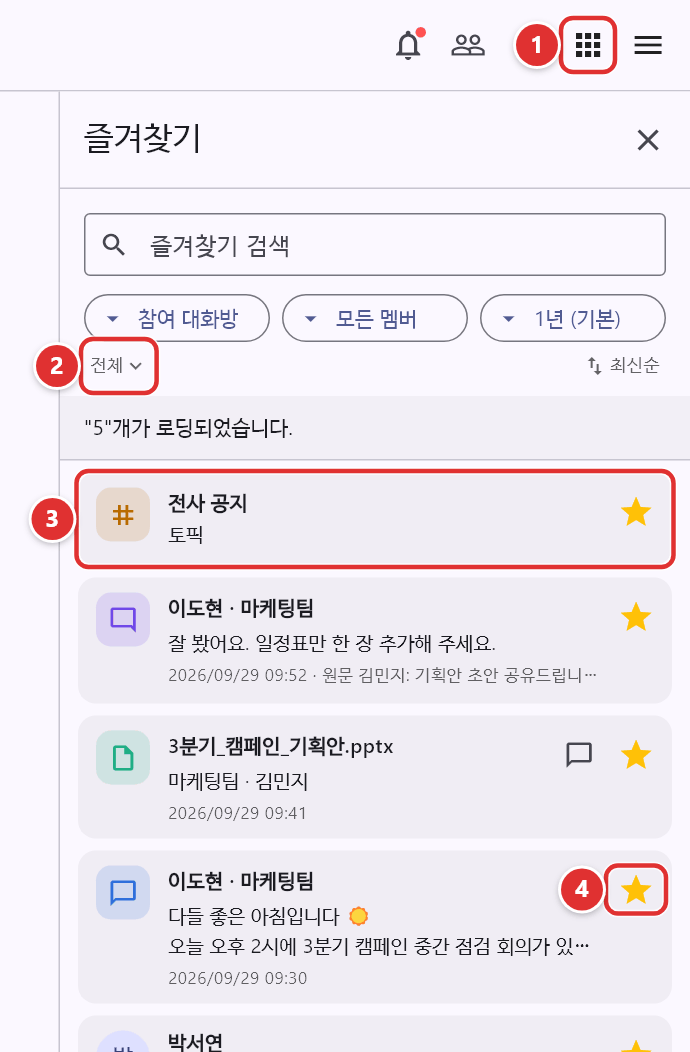 1
즐겨찾기
즐겨찾기 검색
참여 대화방 모든 멤버 1년 (기본)
2 전체 최신순
"5"개가 로딩되었습니다.
3
전사 공지
토픽
이도현 · 마케팅팀
잘 봤어요. 일정표만 한 장 추가해 주세요.
2026/09/29 09:52 · 원문 김민지: 기획안 초안 공유드립니…
3분기_캠페인_기획안.pptx
마케팅팀 · 김민지
2026/09/29 09:41
이도현 · 마케팅팀
4
다들 좋은 아침입니다
오늘 오후 2시에 3분기 캠페인 중간 점검 회의가 있…
2026/09/29 09:30
박서연